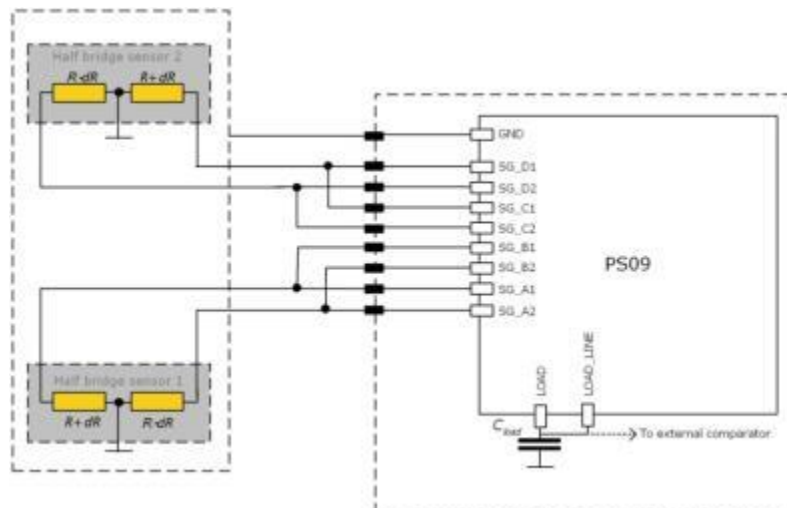 Half bridge sensor 2
R-dR R+dR
GND
SG_D1
SG_D2
SG_C1
SG_C2
SG_B1
SG_B2
SG_A1
SG_A2
PS09
LOAD
LOAD_LINE
Cload
To external comparator
Half bridge sensor 1
R+dR R-dR